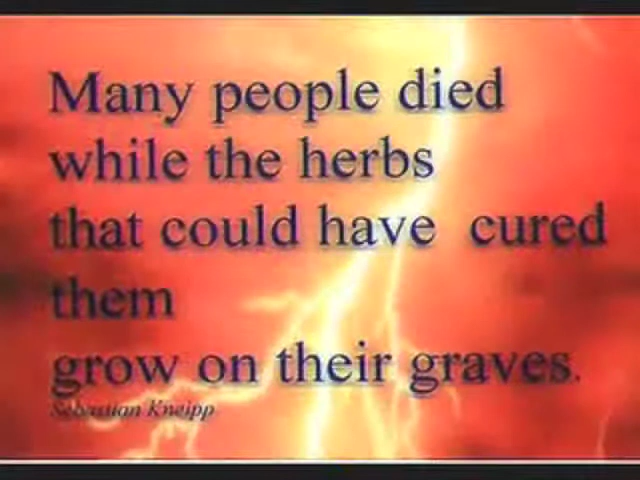 Many people died
while the herbs
that could have cured
them
grow on their graves.
Sebastian Kneipp